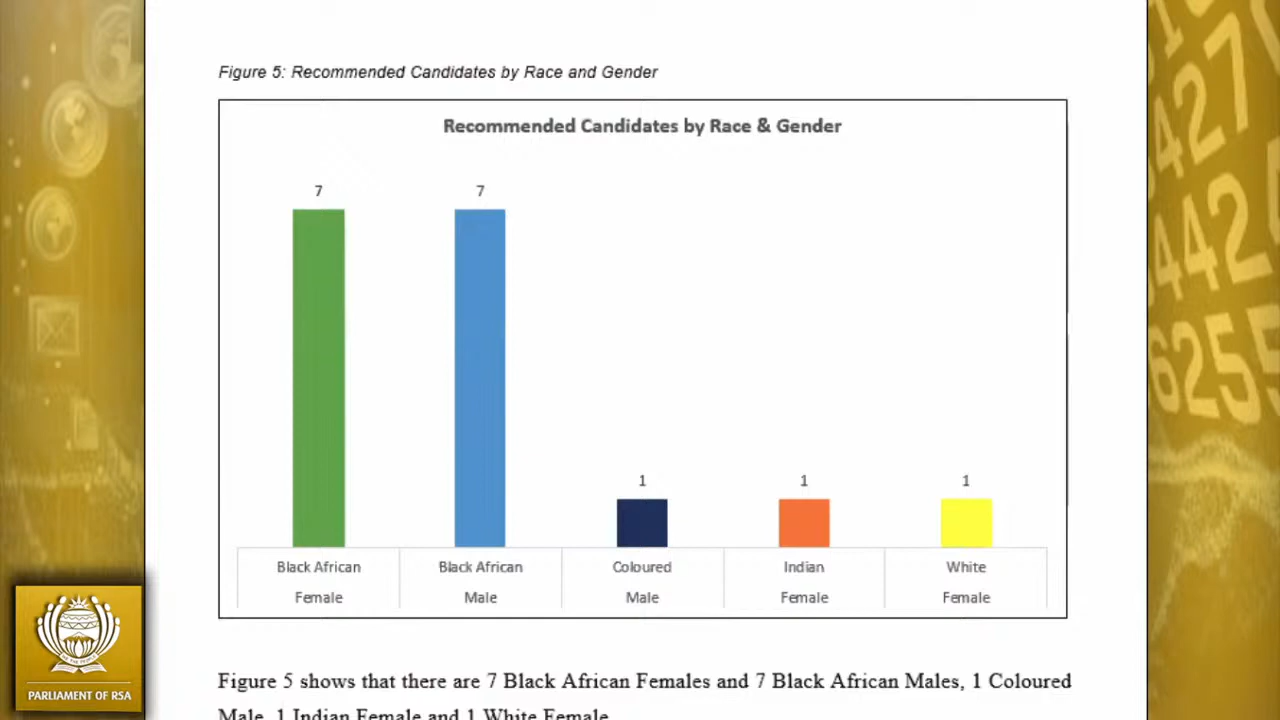 Figure 5: Recommended Candidates by Race and Gender
Recommended Candidates by Race & Gender
7
7
1
1
1
Black African
Black African
Coloured
Indian
White
Female
Male
Male
Female
Female
Figure 5 shows that there are 7 Black African Females and 7 Black African Males, 1 Coloured
Male, 1 Indian Female and 1 White Female.
PARLIAMENT OF RSA
427
442
6255